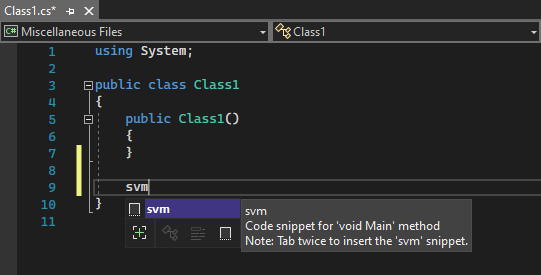 Class1.cs*
Miscellaneous Files
Class1
1 using System;
2
3 public class Class1
4 {
5 public Class1()
6 {
7 }
8
9 svm
10 }
11
svm
svm
Code snippet for 'void Main' method
Note: Tab twice to insert the 'svm' snippet.